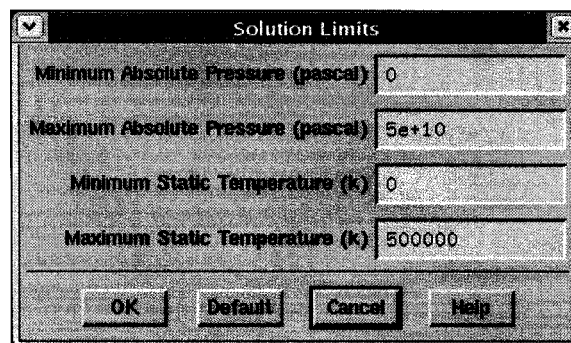 Solution Limits
Minimum Absolute Pressure (pascal) 0
Maximum Absolute Pressure (pascal) 5e+10
Minimum Static Temperature (k) 0
Maximum Static Temperature (k) 500000
OK Default Cancel Help